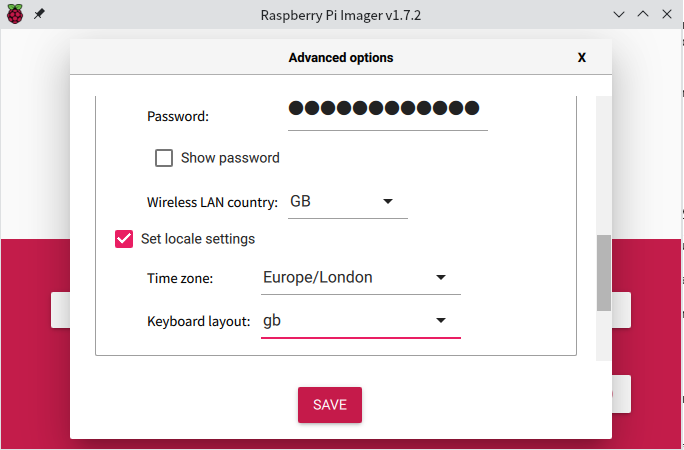 Raspberry Pi Imager v1.7.2
Advanced options X
Password: ●●●●●●●●●●●●
Show password
Wireless LAN country: GB
Set locale settings
Time zone: Europe/London
Keyboard layout: gb
SAVE